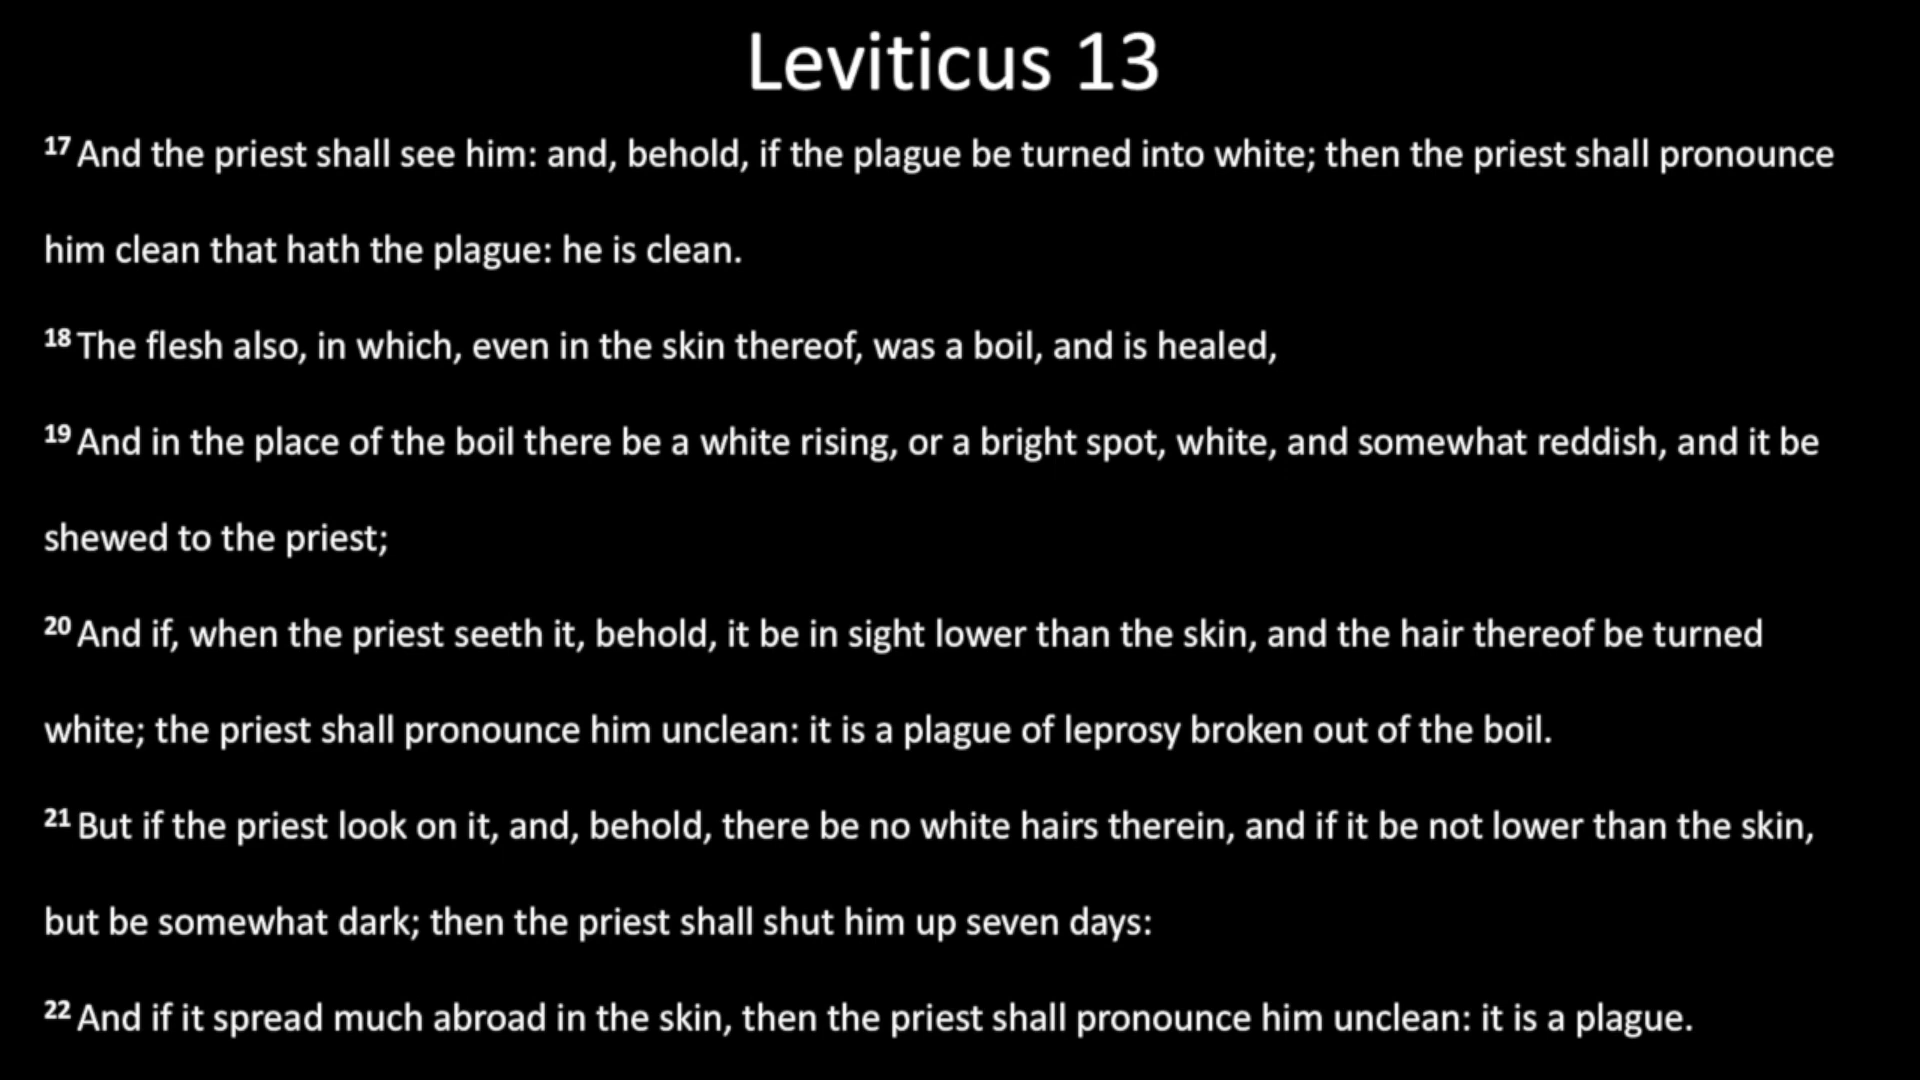 Leviticus 13
17 And the priest shall see him: and, behold, if the plague be turned into white; then the priest shall pronounce
him clean that hath the plague: he is clean.
18 The flesh also, in which, even in the skin thereof, was a boil, and is healed,
19 And in the place of the boil there be a white rising, or a bright spot, white, and somewhat reddish, and it be
shewed to the priest;
20 And if, when the priest seeth it, behold, it be in sight lower than the skin, and the hair thereof be turned
white; the priest shall pronounce him unclean: it is a plague of leprosy broken out of the boil.
21 But if the priest look on it, and, behold, there be no white hairs therein, and if it be not lower than the skin,
but be somewhat dark; then the priest shall shut him up seven days:
22 And if it spread much abroad in the skin, then the priest shall pronounce him unclean: it is a plague.